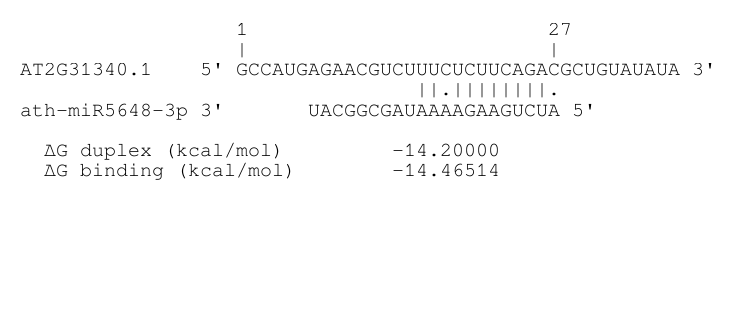 1 27
| |
AT2G31340.1 5' GCCAUGAGAACGUCUUUCUCUUCAGACGCUGUAUAUA 3'
||.||||||||.
ath-miR5648-3p 3' UACGGCGAUAAAAGAAGUCUA 5'
ΔG duplex (kcal/mol) -14.20000
ΔG binding (kcal/mol) -14.46514